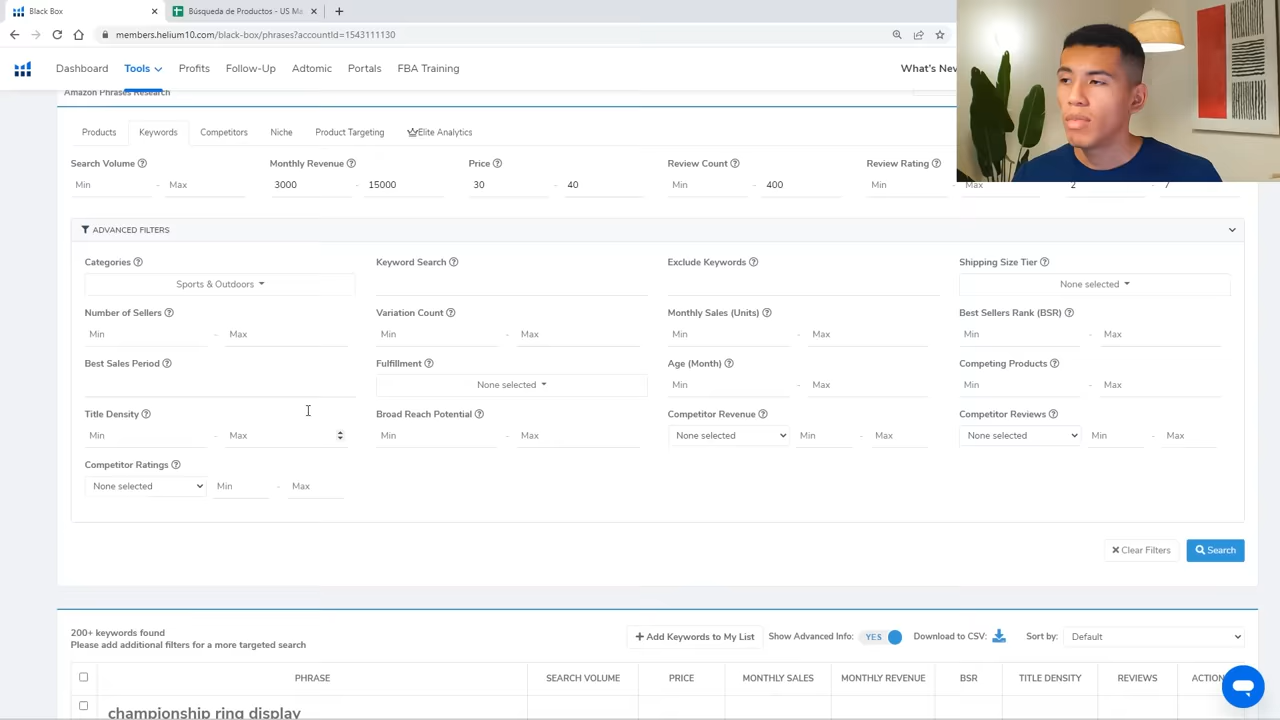 Black Box
Búsqueda de Productos - US Ma
members.helium10.com/black-box/phrases?accountId=1543111130
Dashboard Tools Profits Follow-Up Adtomic Portals FBA Training What's New
Amazon Phrases Research
Products Keywords Competitors Niche Product Targeting Elite Analytics
Search Volume Monthly Revenue Price Review Count Review Rating
Min - Max 3000 - 15000 30 - 40 Min - 400 Min - Max 2 - 7
ADVANCED FILTERS
Categories Keyword Search Exclude Keywords Shipping Size Tier
Sports & Outdoors None selected
Number of Sellers Variation Count Monthly Sales (Units) Best Sellers Rank (BSR)
Min - Max Min - Max Min - Max Min - Max
Best Sales Period Fulfillment Age (Month) Competing Products
None selected Min - Max Min - Max
Title Density Broad Reach Potential Competitor Revenue Competitor Reviews
Min - Max Min - Max None selected Min - Max None selected Min - Max
Competitor Ratings
None selected Min - Max
Clear Filters Search
200+ keywords found
Please add additional filters for a more targeted search
+ Add Keywords to My List Show Advanced Info: YES Download to CSV: Sort by: Default
PHRASE SEARCH VOLUME PRICE MONTHLY SALES MONTHLY REVENUE BSR TITLE DENSITY REVIEWS ACTION
championship ring display